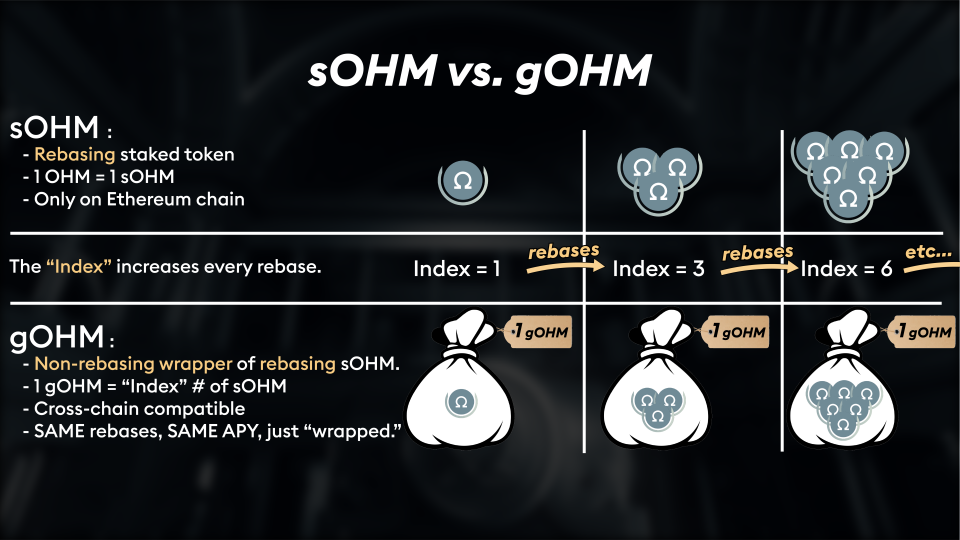 sOHM vs. gOHM
sOHM :
- Rebasing staked token
- 1 OHM = 1 sOHM
- Only on Ethereum chain
Ω
Ω Ω
Ω
Ω Ω Ω
Ω Ω
Ω
The “Index” increases every rebase.
Index = 1
rebases
Index = 3
rebases
Index = 6
etc...
gOHM :
- Non-rebasing wrapper of rebasing sOHM.
- 1 gOHM = “Index” # of sOHM
- Cross-chain compatible
- SAME rebases, SAME APY, just “wrapped.”
1 gOHM
Ω
1 gOHM
Ω Ω
Ω
1 gOHM
Ω Ω Ω
Ω Ω
Ω